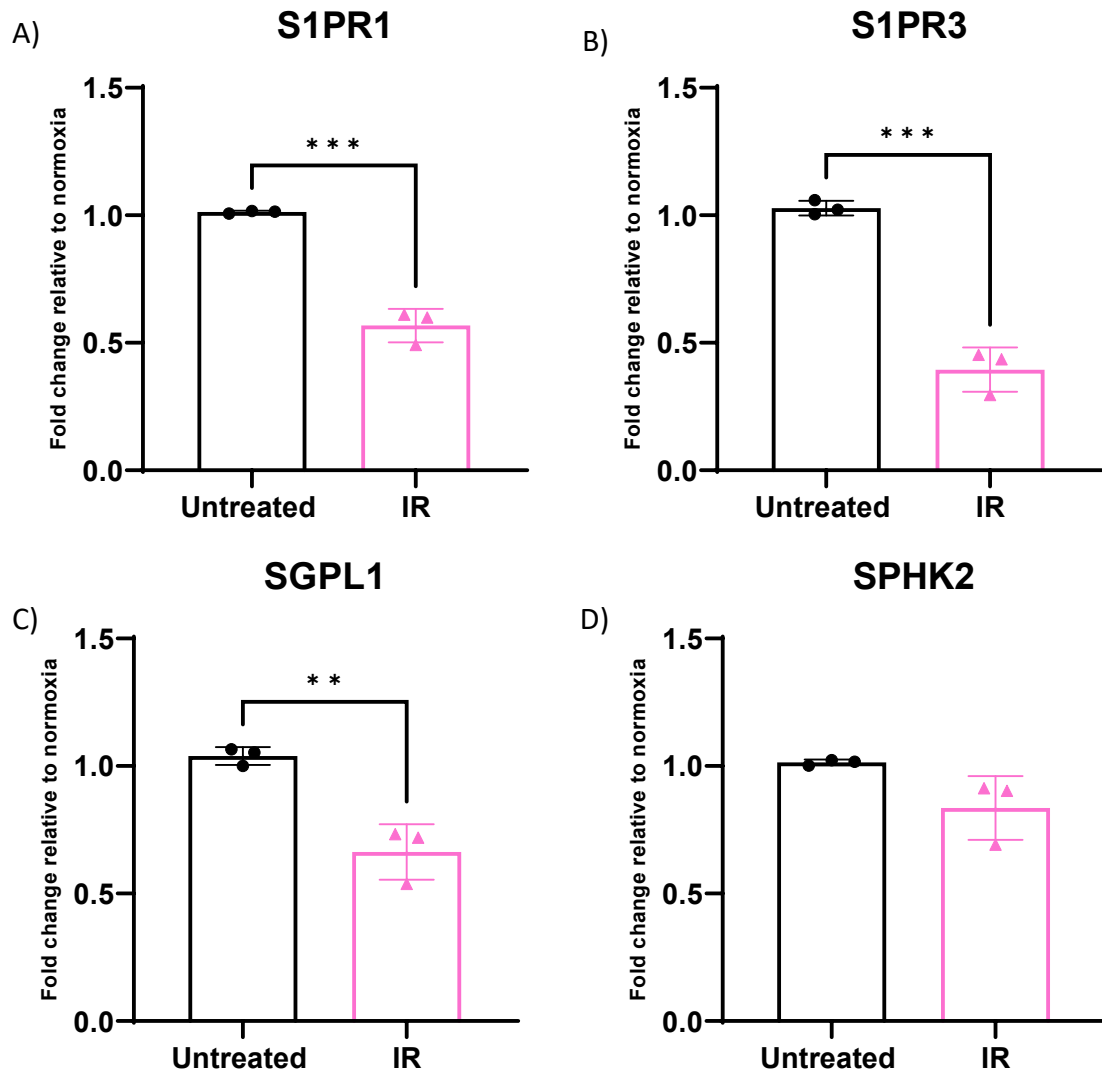 A)
S1PR1
Fold change relative to normoxia
1.5
1.0
0.5
0.0
* * *
Untreated
IR
B)
S1PR3
Fold change relative to normoxia
1.5
1.0
0.5
0.0
* * *
Untreated
IR
C)
SGPL1
Fold change relative to normoxia
1.5
1.0
0.5
0.0
* *
Untreated
IR
D)
SPHK2
Fold change relative to normoxia
1.5
1.0
0.5
0.0
Untreated
IR